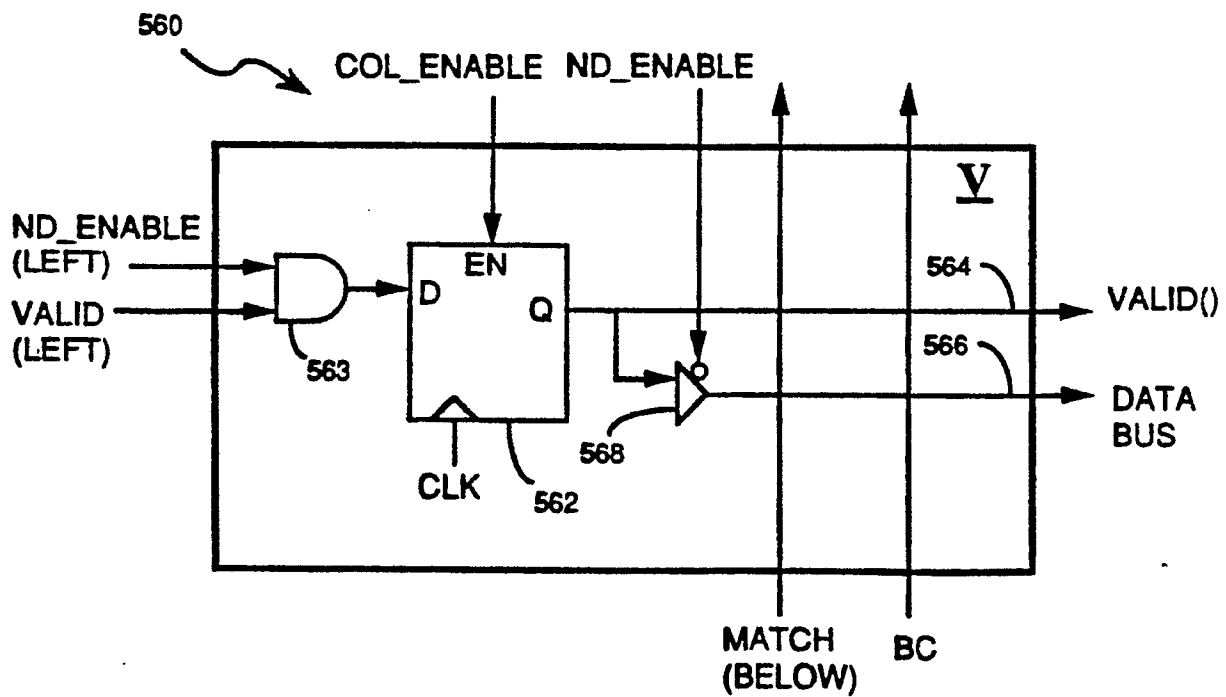 560
COL_ENABLE ND_ENABLE
V
ND_ENABLE
(LEFT)
VALID
(LEFT)
563
D
EN
Q
CLK
562
568
564
VALID()
566
DATA
BUS
MATCH
(BELOW)
BC